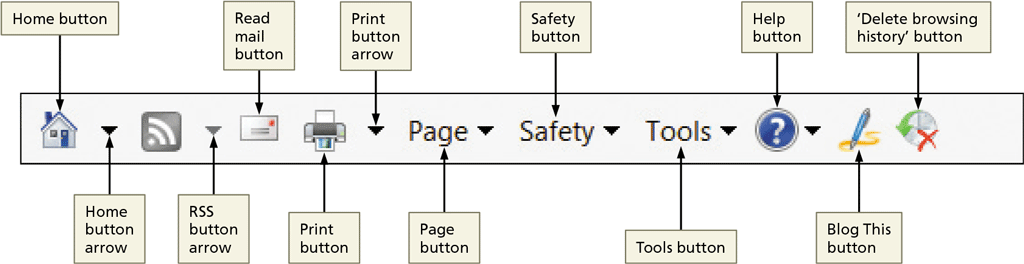 Home button
Read
mail
button
Print
button
arrow
Safety
button
Help
button
‘Delete browsing
history’ button
Page
Safety
Tools
?
Home
button
arrow
RSS
button
arrow
Print
button
Page
button
Tools button
Blog This
button